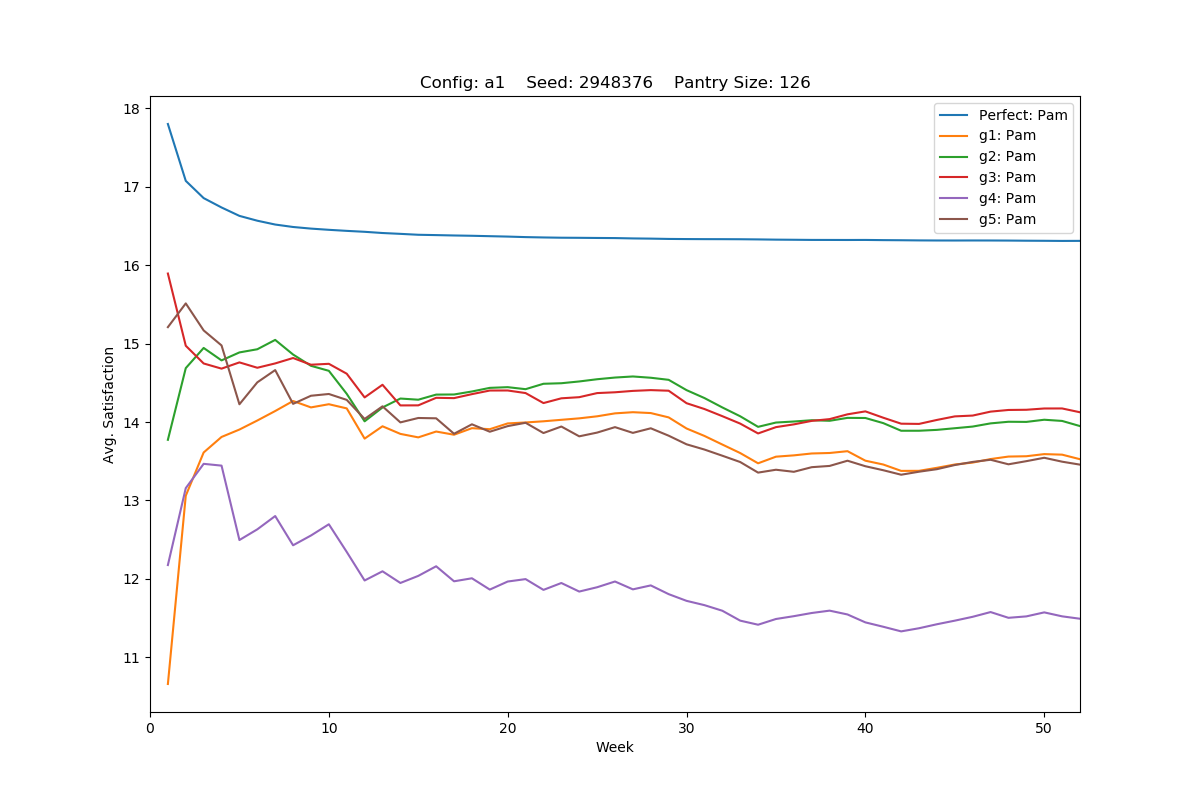 Config: a1    Seed: 2948376    Pantry Size: 126
18
17
16
15
14
13
12
11
Avg. Satisfaction
0
10
20
30
40
50
Week
Perfect: Pam
g1: Pam
g2: Pam
g3: Pam
g4: Pam
g5: Pam